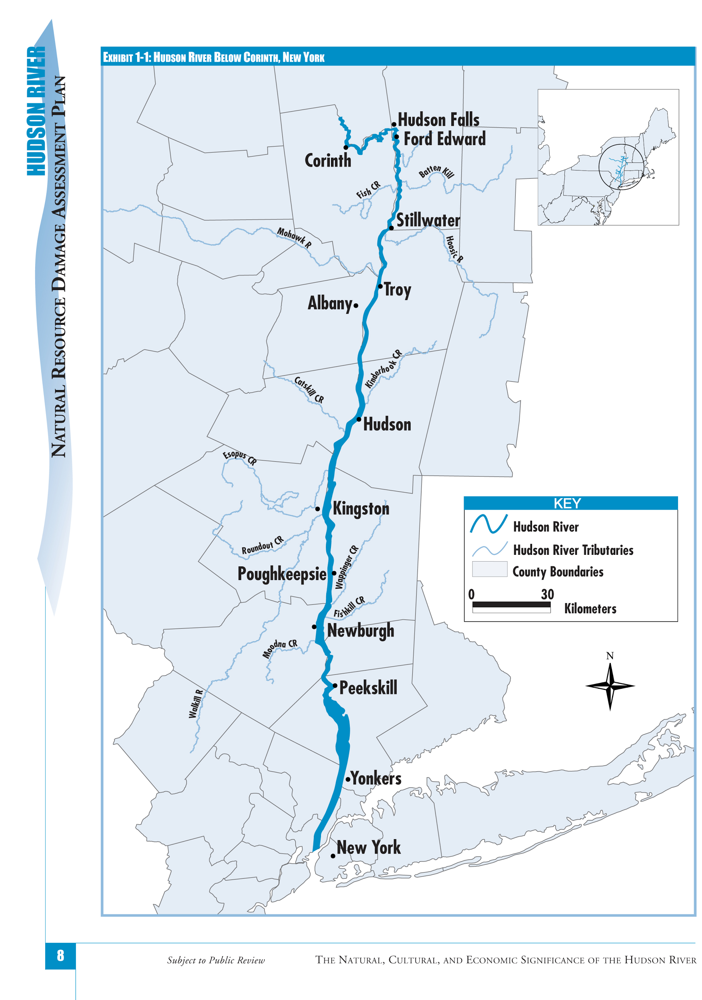 HUDSON RIVER
NATURAL RESOURCE DAMAGE ASSESSMENT PLAN
EXHIBIT 1-1: HUDSON RIVER BELOW CORINTH, NEW YORK
Hudson Falls
Ford Edward
Corinth
Batten Kill
Fish CR
Stillwater
Mohawk R
Hoosic R
Troy
Albany
Kinderhook CR
Catskill CR
Hudson
Esopus CR
Kingston
Roundout CR
Wappinger CR
Poughkeepsie
Fishkill CR
Newburgh
Moodna CR
Peekskill
Walkill R
Yonkers
New York
KEY
Hudson River
Hudson River Tributaries
County Boundaries
0 30
Kilometers
N
8
Subject to Public Review
THE NATURAL, CULTURAL, AND ECONOMIC SIGNIFICANCE OF THE HUDSON RIVER